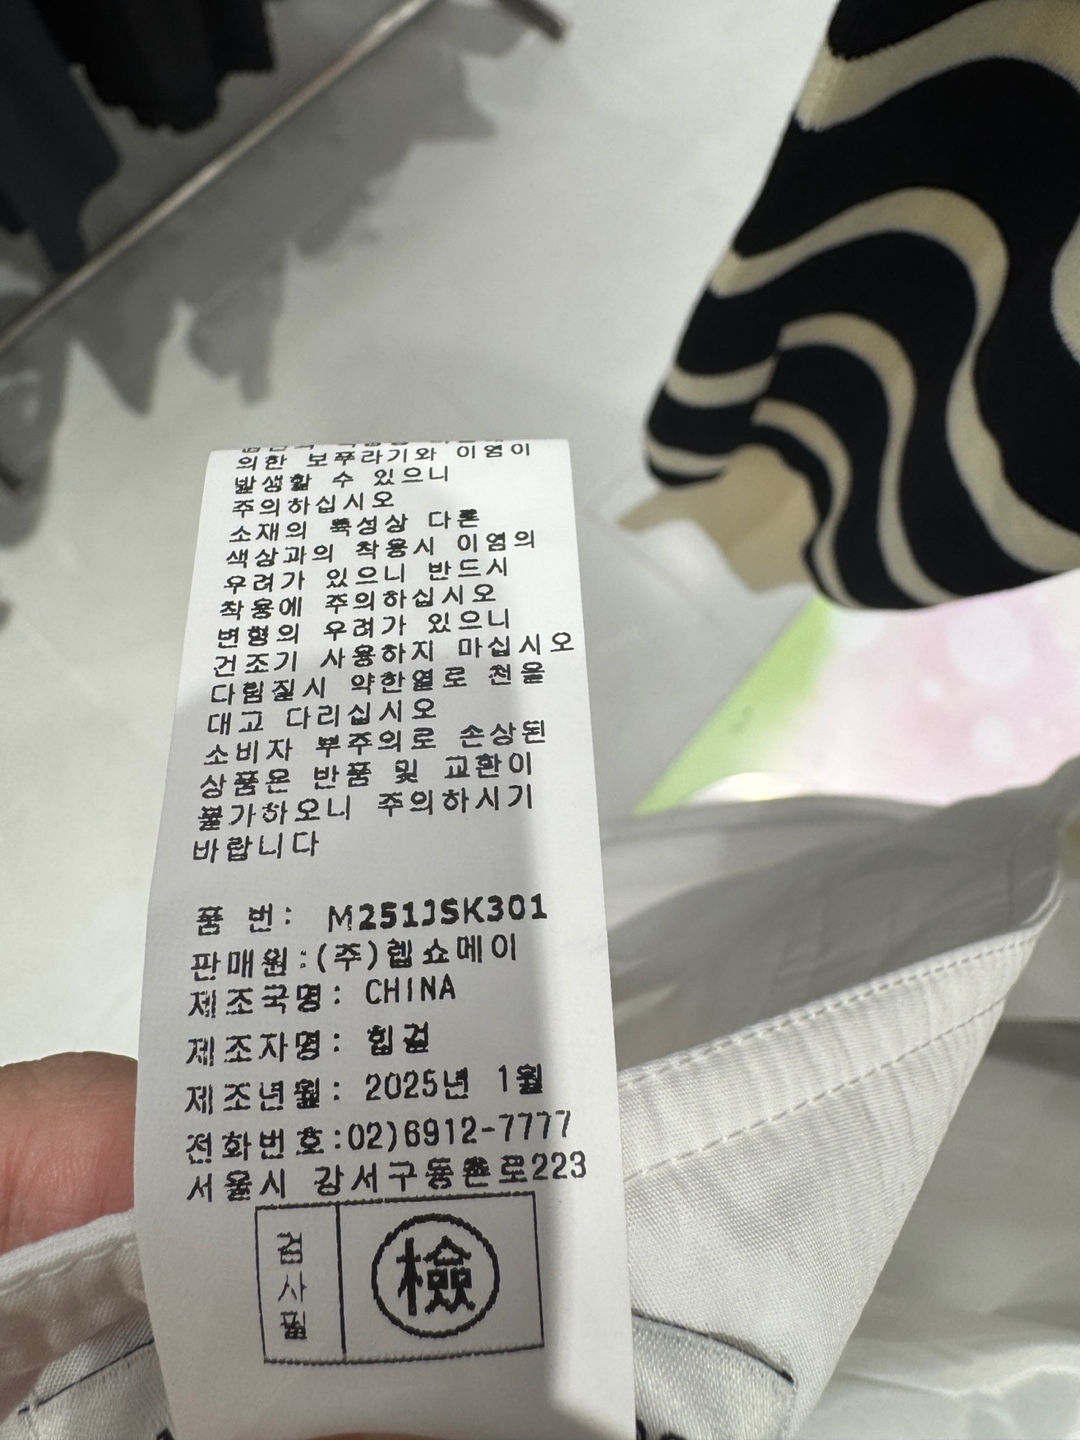 의한 보푸라기와 이염이
발생할 수 있으니
주의하십시오
소재의 특성상 다른
색상과의 착용시 이염의
우려가 있으니 반드시
착용에 주의하십시오
변형의 우려가 있으니
건조기 사용하지 마십시오
다림질시 약한열로 천을
대고 다리십시오
소비자 부주의로 손상된
상품은 반품 및 교환이
불가하오니 주의하시기
바랍니다
품 번: M251JSK301
판매원:(주)렙쇼메이
제조국명: CHINA
제조자명: 힙걸
제조년월: 2025년 1월
전화번호:02)6912-7777
서울시 강서구 223
검사필
檢